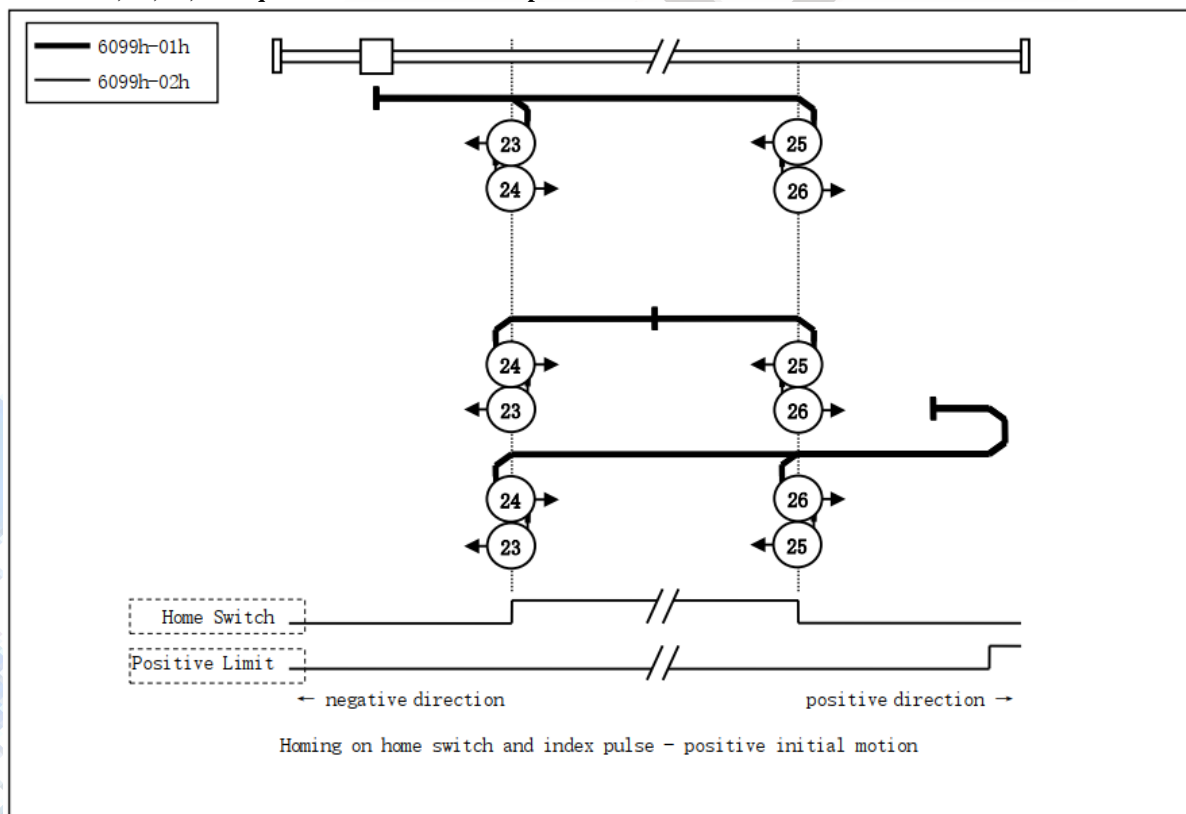 6099h-01h
6099h-02h
23
25
24
26
24
25
23
26
24
26
23
25
Home Switch
Positive Limit
← negative direction
positive direction →
Homing on home switch and index pulse - positive initial motion